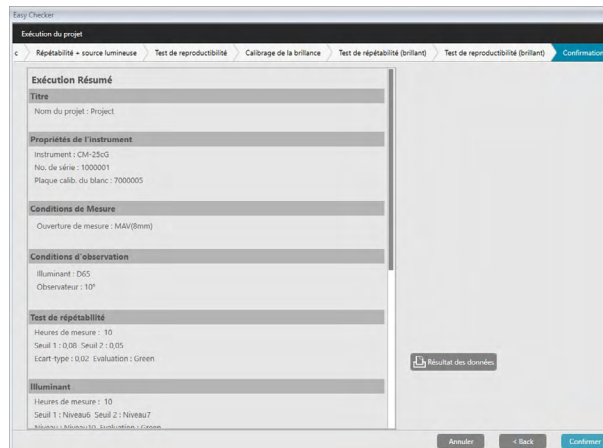 Easy Checker
Exécution du projet
c
Répétabilité + source lumineuse
Test de reproductibilité
Calibrage de la brillance
Test de répétabilité (brillant)
Test de reproductibilité (brillant)
Confirmation
Exécution Résumé
Titre
Nom du projet : Project
Propriétés de l'instrument
Instrument : CM-25cG
No. de série : 1000001
Plaque calib. du blanc : 7000005
Conditions de Mesure
Ouverture de mesure : MAV(8mm)
Conditions d'observation
Illuminant : D65
Observateur : 10°
Test de répétabilité
Heures de mesure : 10
Seuil 1 : 0,08 Seuil 2 : 0,05
Ecart-type : 0,02 Evaluation : Green
Illuminant
Heures de mesure : 10
Seuil 1 : Niveau6 Seuil 2 : Niveau7
Niveau : Niveau10 Evaluation : Green
Résultat des données
Annuler
< Back
Confirmer